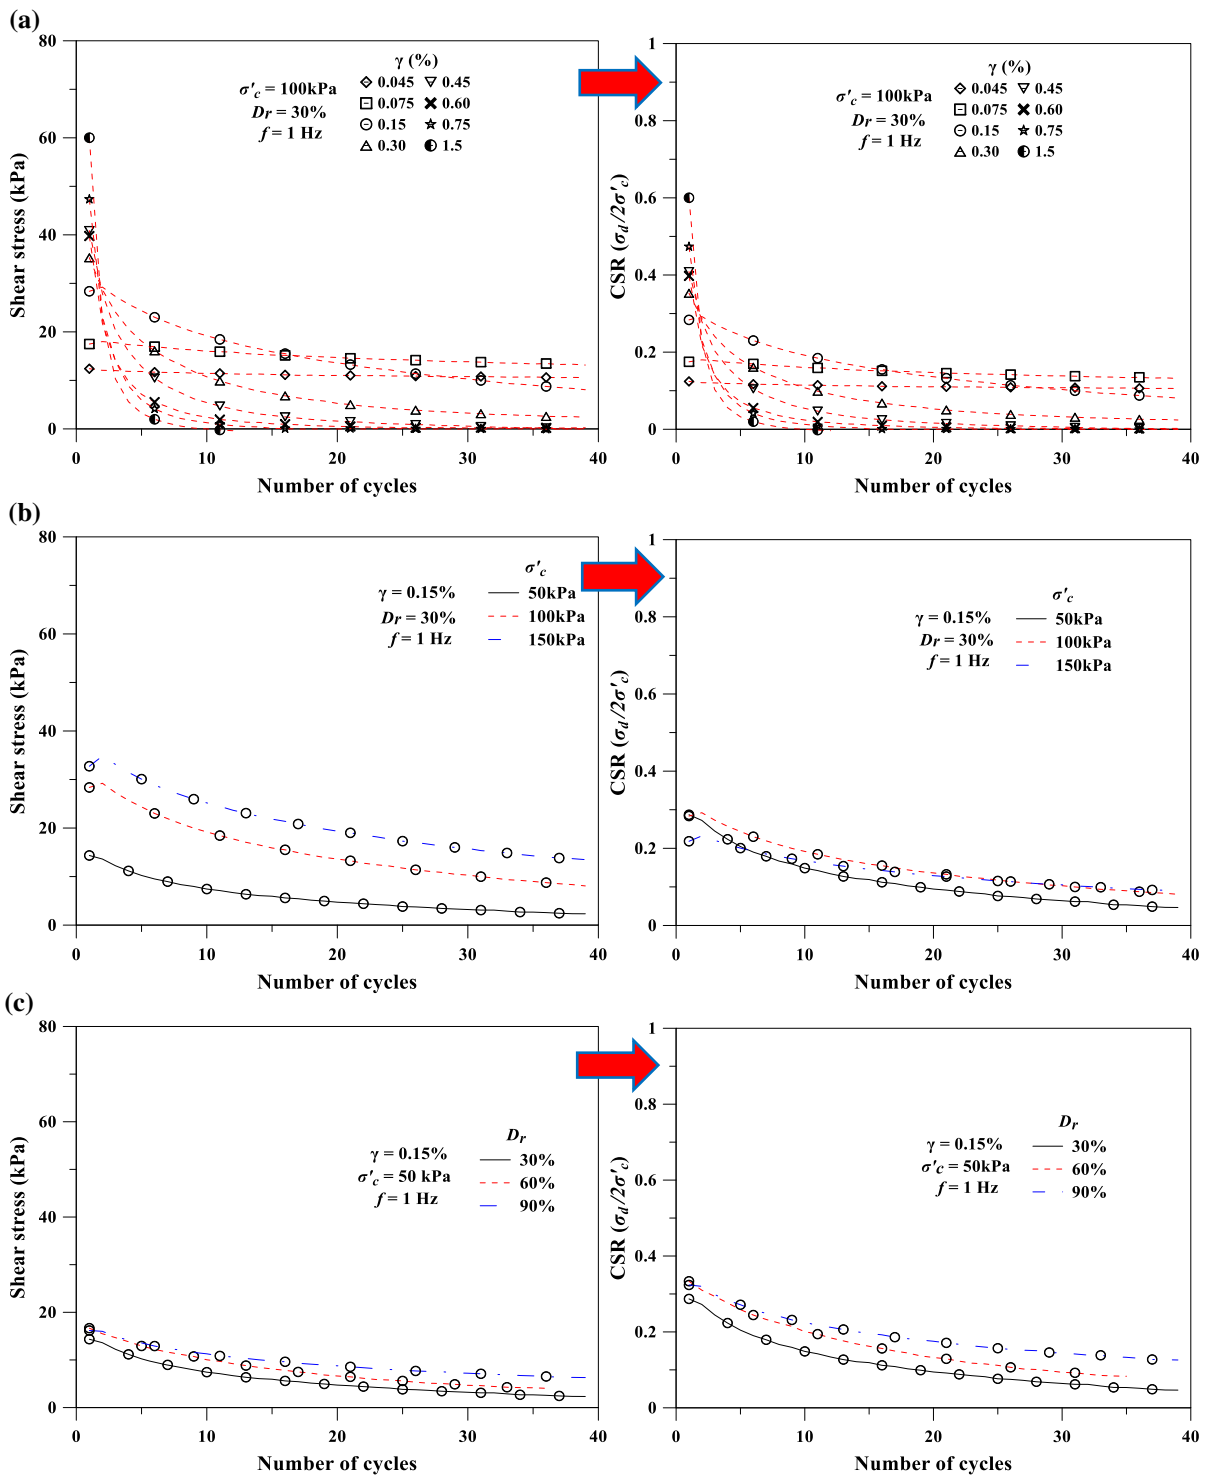 (a)
80
60
40
20
0
0 10 20 30 40
Shear stress (kPa)
Number of cycles
γ (%)
σ'c = 100kPa
Dr = 30%
f = 1 Hz
0.045 0.45
0.075 0.60
0.15 0.75
0.30 1.5
1
0.8
0.6
0.4
0.2
0
0 10 20 30 40
CSR (σd/2σ'c)
Number of cycles
γ (%)
σ'c = 100kPa
Dr = 30%
f = 1 Hz
0.045 0.45
0.075 0.60
0.15 0.75
0.30 1.5
(b)
80
60
40
20
0
0 10 20 30 40
Shear stress (kPa)
Number of cycles
σ'c
γ = 0.15%
Dr = 30%
f = 1 Hz
50kPa
100kPa
150kPa
1
0.8
0.6
0.4
0.2
0
0 10 20 30 40
CSR (σd/2σ'c)
Number of cycles
σ'c
γ = 0.15%
Dr = 30%
f = 1 Hz
50kPa
100kPa
150kPa
(c)
80
60
40
20
0
0 10 20 30 40
Shear stress (kPa)
Number of cycles
Dr
γ = 0.15%
σ'c = 50 kPa
f = 1 Hz
30%
60%
90%
1
0.8
0.6
0.4
0.2
0
0 10 20 30 40
CSR (σd/2σ'c)
Number of cycles
Dr
γ = 0.15%
σ'c = 50kPa
f = 1 Hz
30%
60%
90%